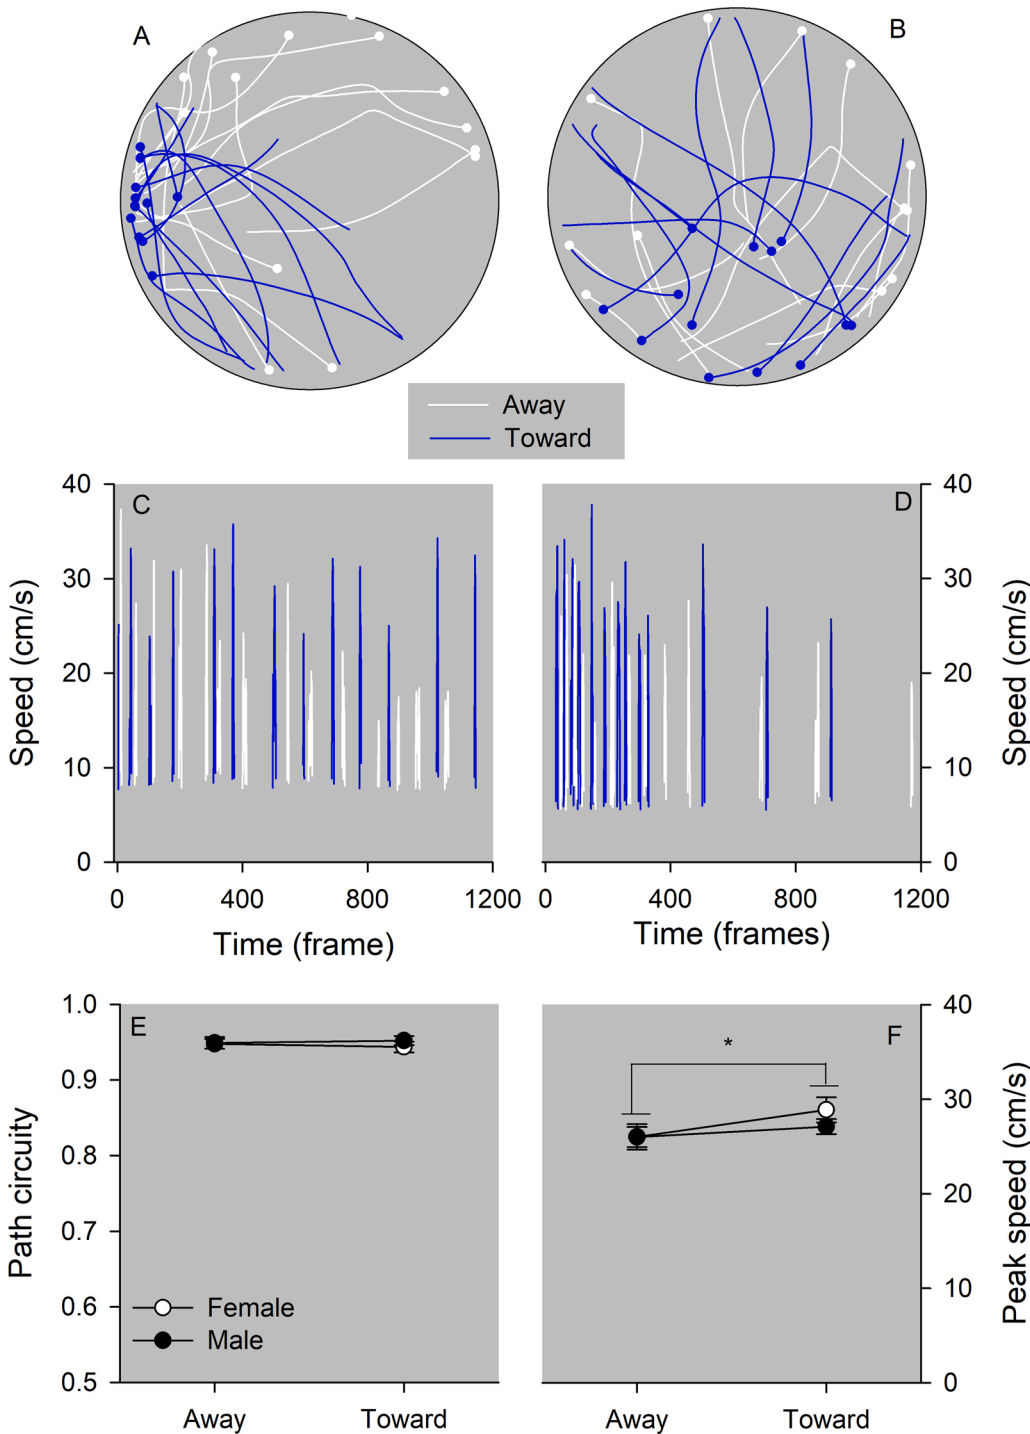 A
B
Away
Toward
C
D
40
30
20
10
0
Speed (cm/s)
0
400
800
1200
Time (frame)
40
30
20
10
0
Speed (cm/s)
0
400
800
1200
Time (frames)
E
1.0
0.9
0.8
0.7
0.6
0.5
Path circuity
Female
Male
Away
Toward
F
*
40
30
20
10
0
Peak speed (cm/s)
Away
Toward